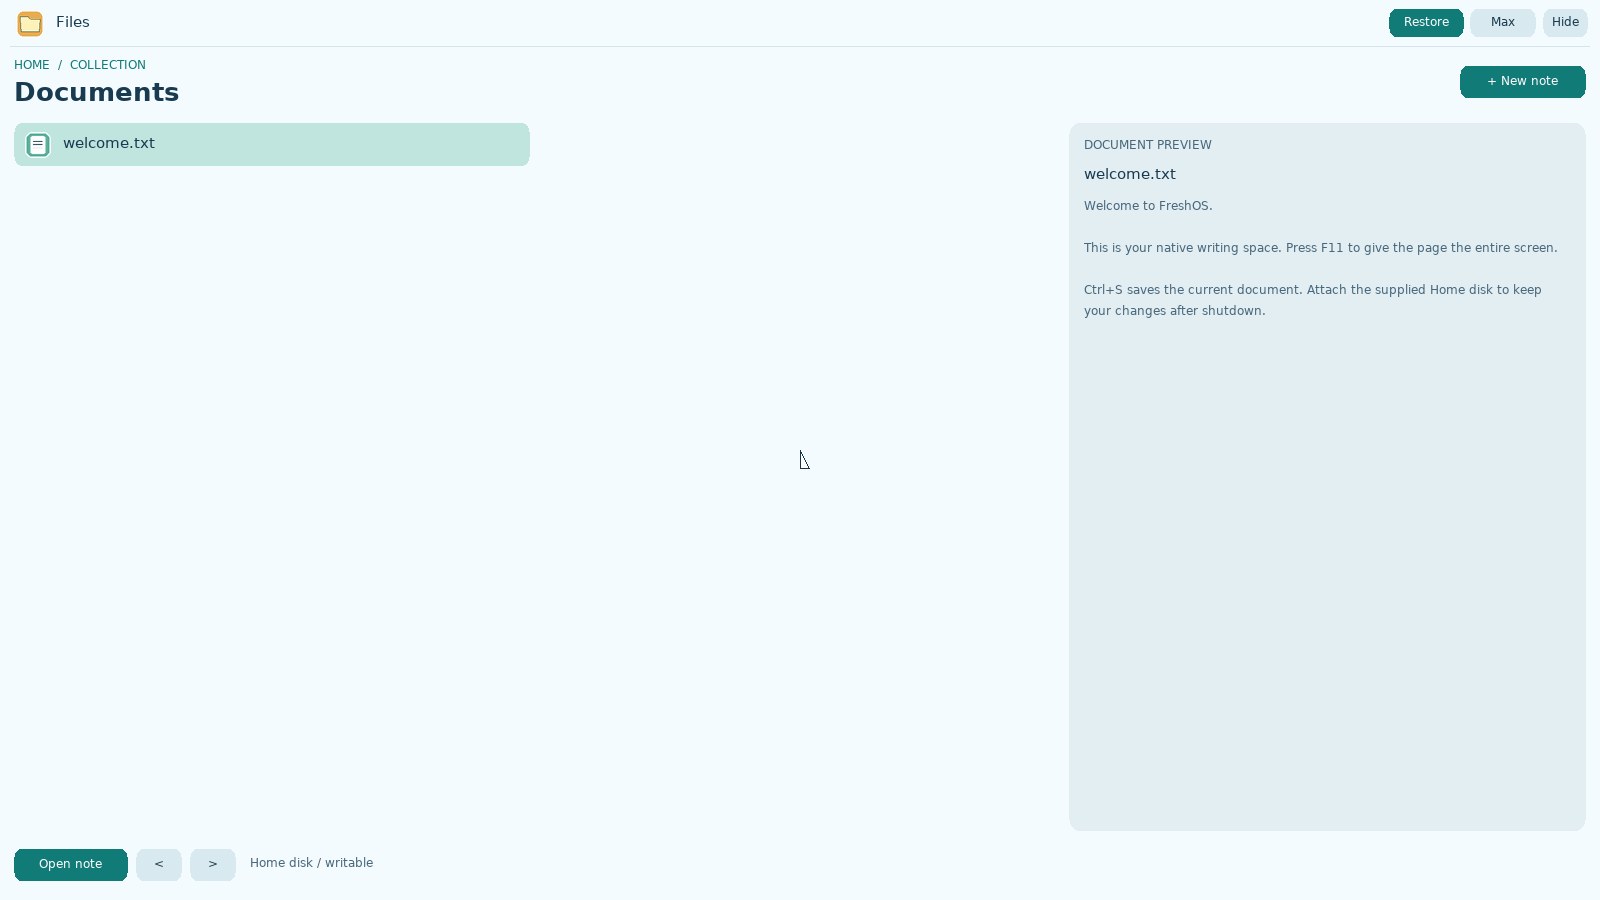 Files
Restore
Max
Hide
HOME / COLLECTION
Documents
+ New note
welcome.txt
DOCUMENT PREVIEW
welcome.txt
Welcome to FreshOS.
This is your native writing space. Press F11 to give the page the entire screen.
Ctrl+S saves the current document. Attach the supplied Home disk to keep
your changes after shutdown.
Open note
<
>
Home disk / writable